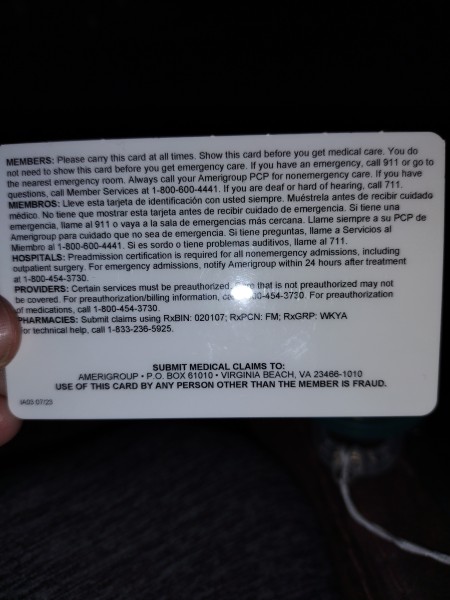 MEMBERS: Please carry this card at all times. Show this card before you get medical care. You do
not need to show this card before you get emergency care. If you have an emergency, call 911 or go to
the nearest emergency room. Always call your Amerigroup PCP for nonemergency care. If you have
questions, call Member Services at 1-800-600-4441. If you are deaf or hard of hearing, call 711.
MIEMBROS: Lleve esta tarjeta de identificación con usted siempre. Muéstrela antes de recibir cuidado
médico. No tiene que mostrar esta tarjeta antes de recibir cuidado de emergencia. Si tiene una
emergencia, llame al 911 o vaya a la sala de emergencias más cercana. Llame siempre a su PCP de
Amerigroup para cuidado que no sea de emergencia. Si tiene preguntas, llame a Servicios al
Miembro al 1-800-600-4441. Si es sordo o tiene problemas auditivos, llame al 711.
HOSPITALS: Preadmission certification is required for all nonemergency admissions, including
outpatient surgery. For emergency admissions, notify Amerigroup within 24 hours after treatment
at 1-800-454-3730.
PROVIDERS: Certain services must be preauthorized. that is not preauthorized may not
be covered. For preauthorization/billing information, 454-3730. For preauthorization
of medications, call 1-800-454-3730.
PHARMACIES: Submit claims using RxBIN: 020107; RxPCN: FM; RxGRP: WKYA
For technical help, call 1-833-236-5925.
SUBMIT MEDICAL CLAIMS TO:
AMERIGROUP • P.O. BOX 61010 • VIRGINIA BEACH, VA 23466-1010
USE OF THIS CARD BY ANY PERSON OTHER THAN THE MEMBER IS FRAUD.
IA03 07/23